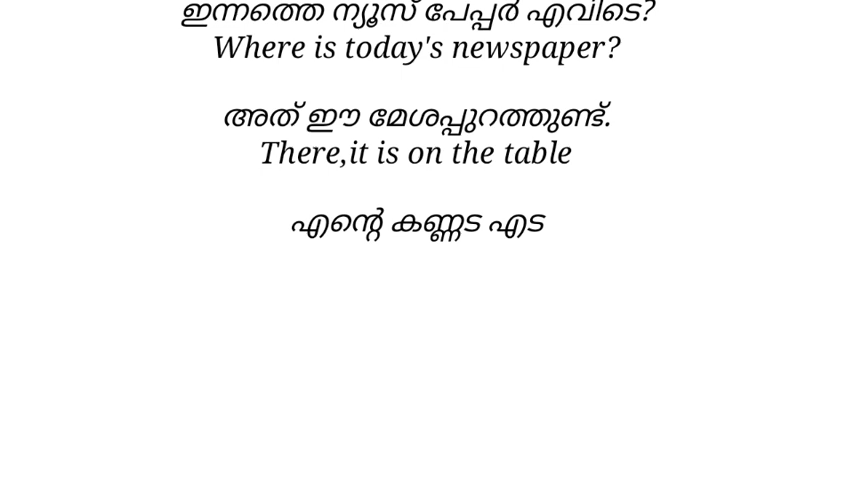 ഇന്നത്തെ ന്യൂസ് പേപ്പർ എവിടെ?
Where is today's newspaper?
അത് ഈ മേശപ്പുറത്തുണ്ട്.
There,it is on the table
എന്റെ കണ്ണട എട